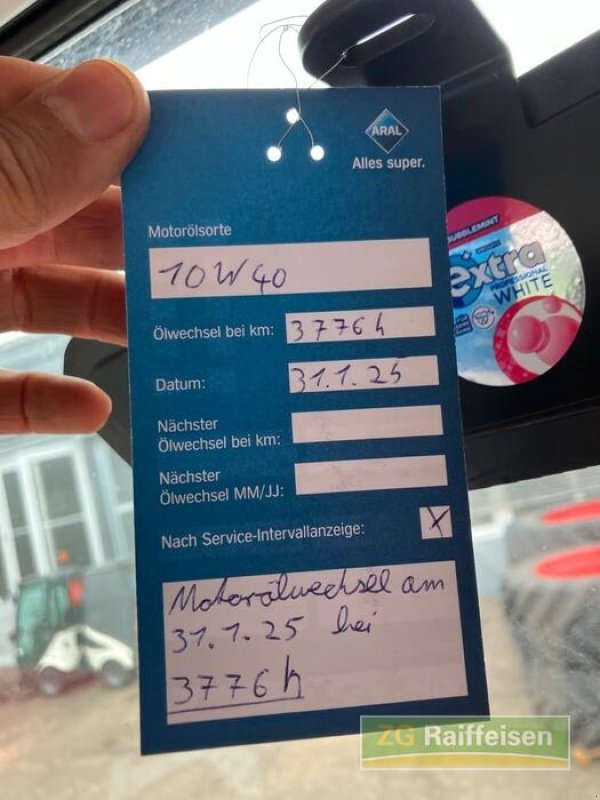 ARAL
Alles super.
Motorölsorte
10W40
Ölwechsel bei km: 3776h
Datum: 31.1.25
Nächster
Ölwechsel bei km:
Nächster
Ölwechsel MM/JJ:
Nach Service-Intervallanzeige: X
Motorölwechsel am
31.1.25 bei
3776h
BUBBLEMINT
extra
PROFESSIONAL
WHITE
ZG Raiffeisen